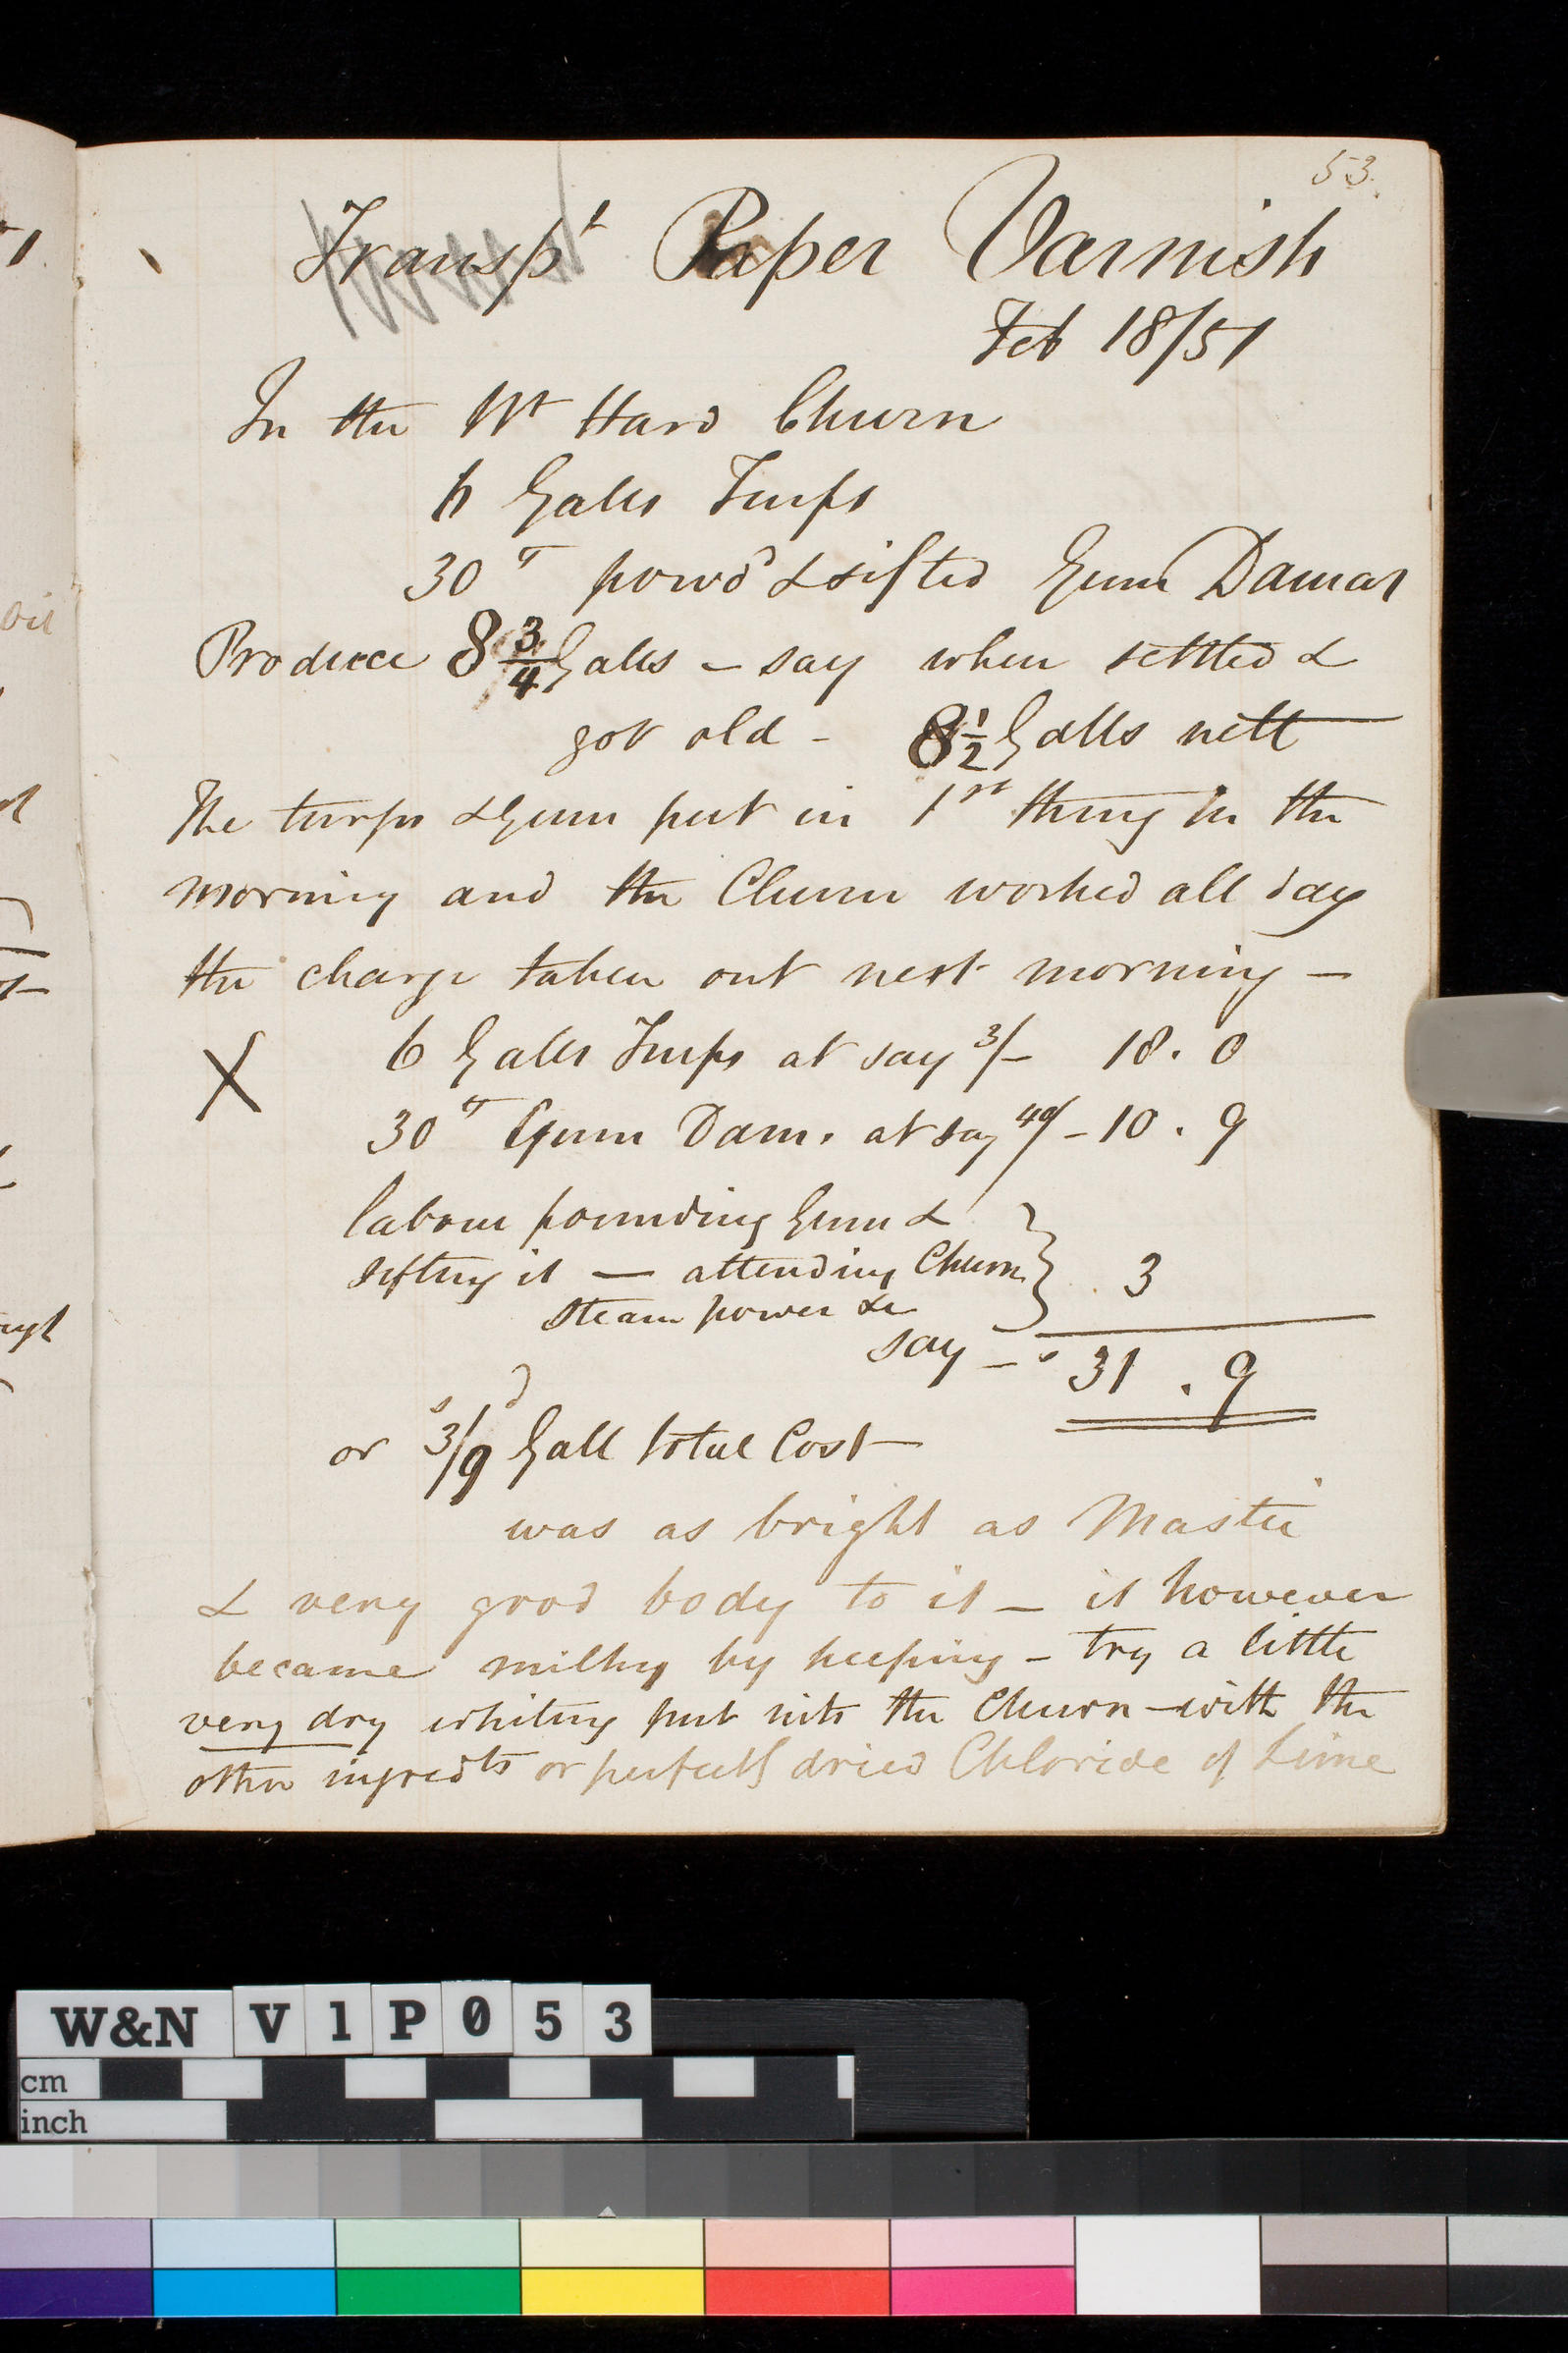 53.
Transpt Paper Varnish
Feb 18/51
In the Wt Hard Churn
6 Galls Turps
30 lb powd & sifted Gum Damar
Produce 8 3/4 Galls - say when settled &
got old - 8 1/2 Galls nett
The turps & Gum put in 1st thing in the
morning and the Churn worked all day
the charge taken out next morning -
X 6 Galls Turps at say 3/- 18. 0
30 lb Gum Dam. at say 40/- 10. 9
labour pounding Gum &
sifting it - attending Churn
steam power &c } 3
say - s 31. 9
or s3/9d Gall total Cost
was as bright as Mastic
& very good body to it - it however
became milky by keeping - try a little
very dry whiting put into the Churn - with the
other ingredts or perfectly dried Chloride of Lime
oil
W&N V1P053
cm
inch